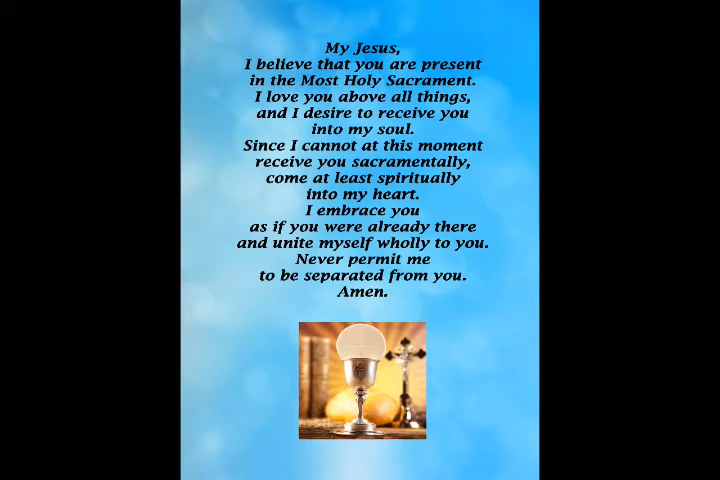 My Jesus,
I believe that you are present
in the Most Holy Sacrament.
I love you above all things,
and I desire to receive you
into my soul.
Since I cannot at this moment
receive you sacramentally,
come at least spiritually
into my heart.
I embrace you
as if you were already there
and unite myself wholly to you.
Never permit me
to be separated from you.
Amen.